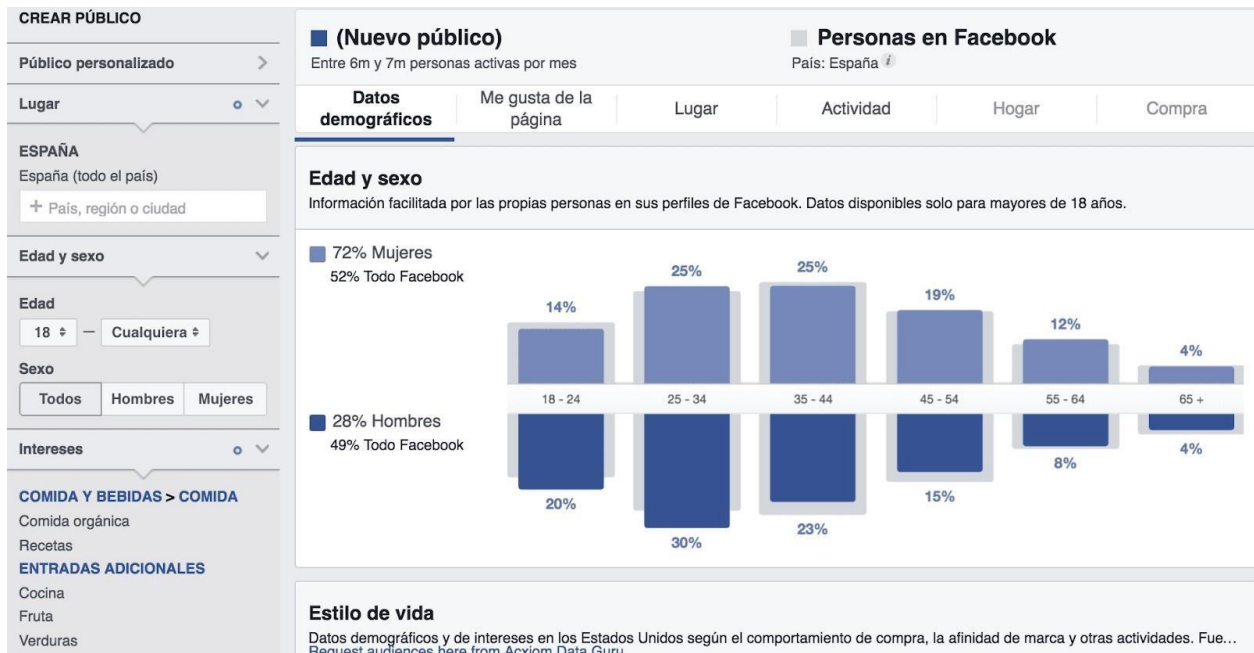 CREAR PÚBLICO
Público personalizado
Lugar
ESPAÑA
España (todo el país)
+ País, región o ciudad
Edad y sexo
Edad
18 — Cualquiera
Sexo
Todos Hombres Mujeres
Intereses
COMIDA Y BEBIDAS > COMIDA
Comida orgánica
Recetas
ENTRADAS ADICIONALES
Cocina
Fruta
Verduras
(Nuevo público)
Entre 6m y 7m personas activas por mes
Personas en Facebook
País: España i
Datos demográficos
Me gusta de la página
Lugar
Actividad
Hogar
Compra
Edad y sexo
Información facilitada por las propias personas en sus perfiles de Facebook. Datos disponibles solo para mayores de 18 años.
72% Mujeres
52% Todo Facebook
14% 25% 25% 19% 12% 4%
18 - 24 25 - 34 35 - 44 45 - 54 55 - 64 65 +
28% Hombres
49% Todo Facebook
20% 30% 23% 15% 8% 4%
Estilo de vida
Datos demográficos y de intereses en los Estados Unidos según el comportamiento de compra, la afinidad de marca y otras actividades. Fue…
Request audiences here from Acxiom Data Guru